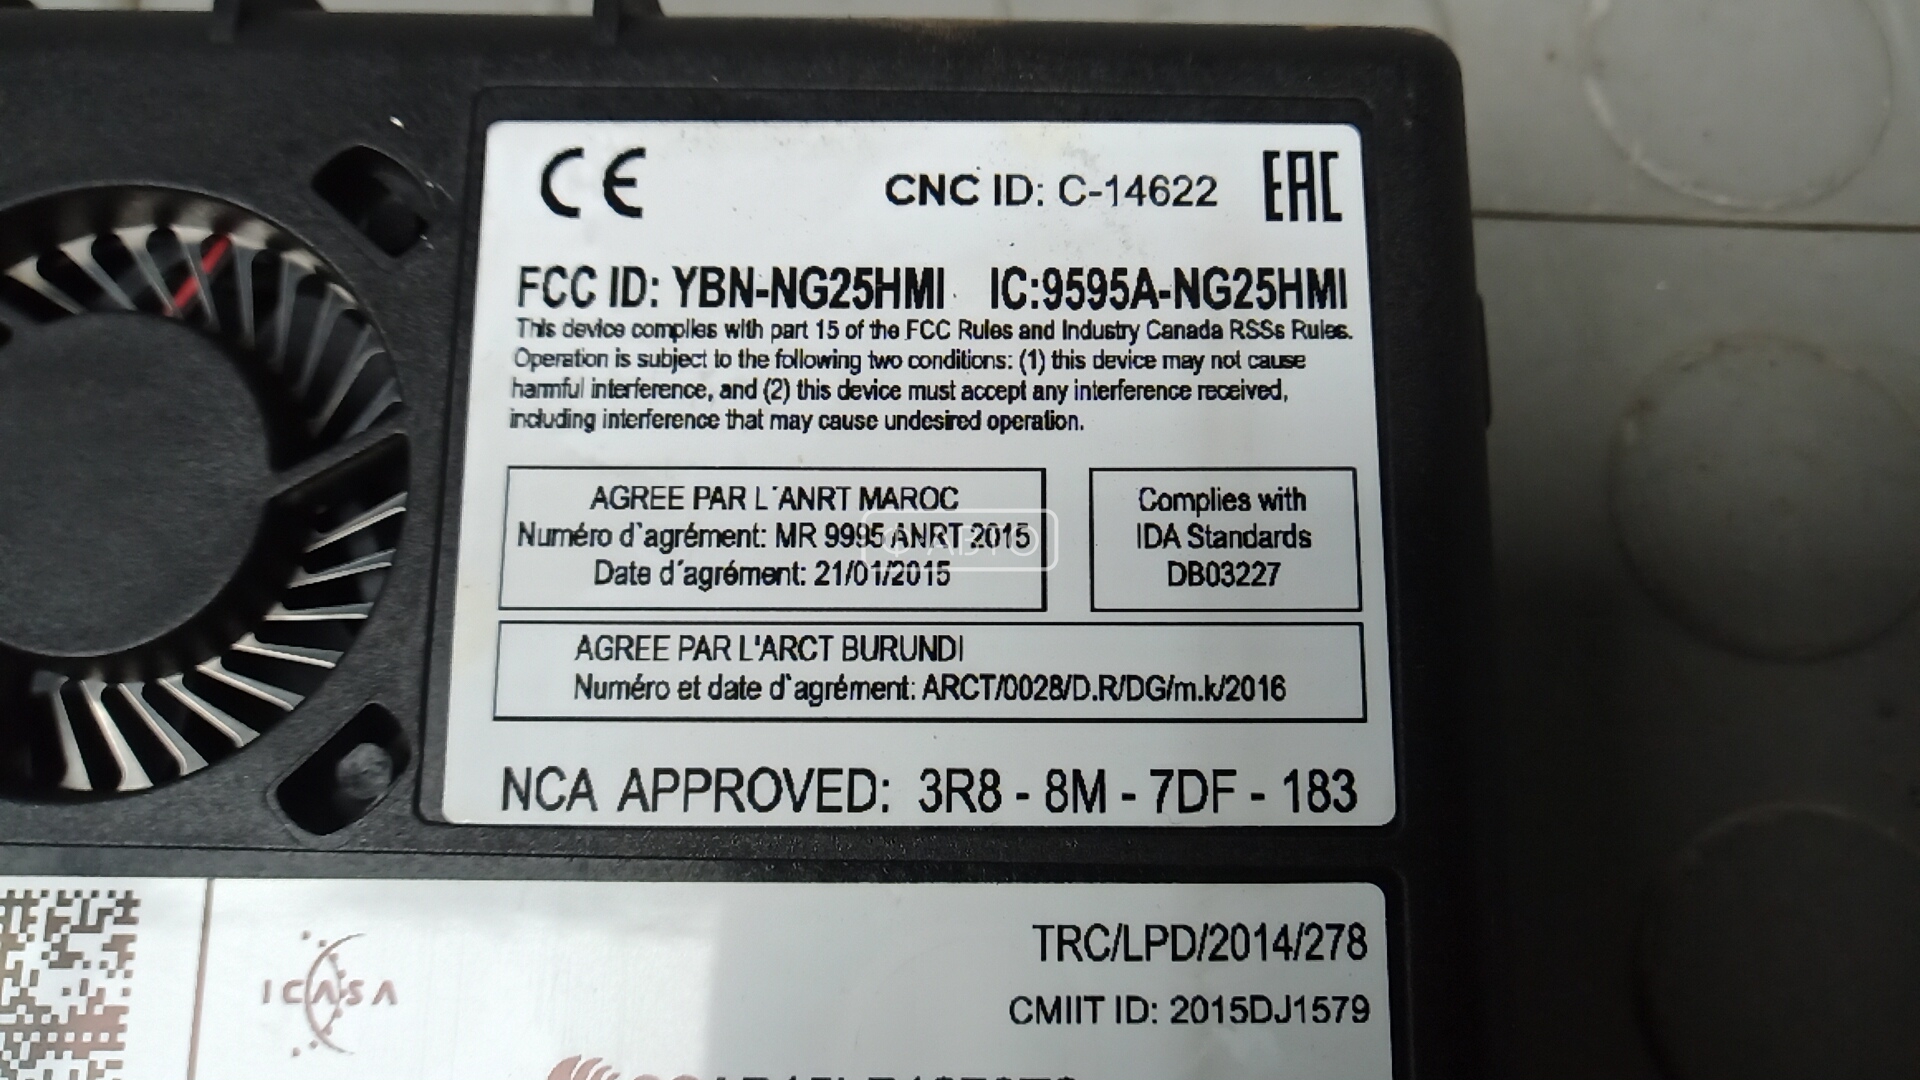 CE
CNC ID: C-14622
EAC
FCC ID: YBN-NG25HMI IC:9595A-NG25HMI
This device complies with part 15 of the FCC Rules and Industry Canada RSSs Rules.
Operation is subject to the following two conditions: (1) this device may not cause
harmful interference, and (2) this device must accept any interference received,
including interference that may cause undesired operation.
AGREE PAR L´ANRT MAROC
Numéro d´agrément: MR 9995 ANRT 2015
Date d´agrément: 21/01/2015
Complies with
IDA Standards
DB03227
АВТО
AGREE PAR L'ARCT BURUNDI
Numéro et date d´agrément: ARCT/0028/D.R/DG/m.k/2016
NCA APPROVED: 3R8 - 8M - 7DF - 183
ICASA
TRC/LPD/2014/278
CMIIT ID: 2015DJ1579